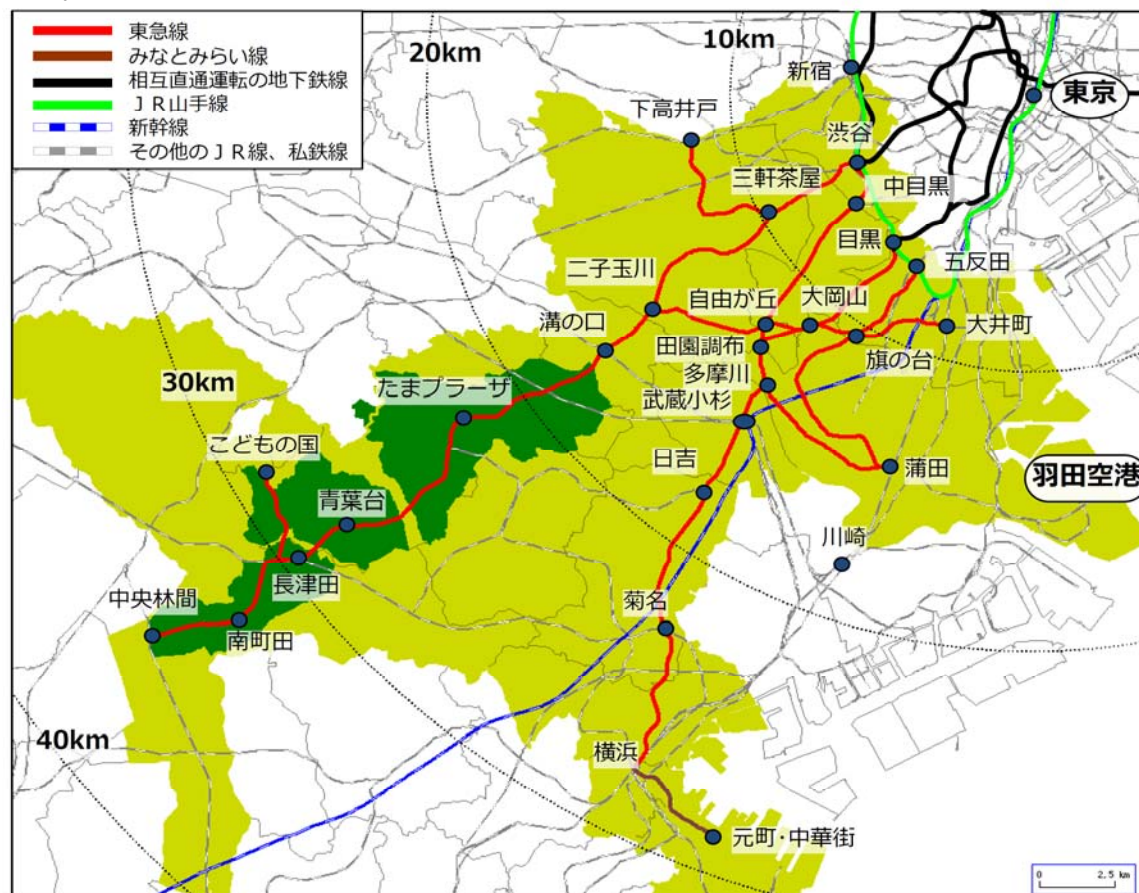 東急線
みなとみらい線
相互直通運転の地下鉄線
ＪＲ山手線
新幹線
その他のＪＲ線、私鉄線
20km
10km
新宿
東京
下高井戸
渋谷
三軒茶屋
中目黒
目黒
二子玉川
五反田
自由が丘
大岡山
溝の口
大井町
田園調布
旗の台
30km
たまプラーザ
多摩川
武蔵小杉
こどもの国
日吉
蒲田
羽田空港
青葉台
川崎
長津田
中央林間
菊名
南町田
40km
横浜
元町・中華街
0 2.5 km